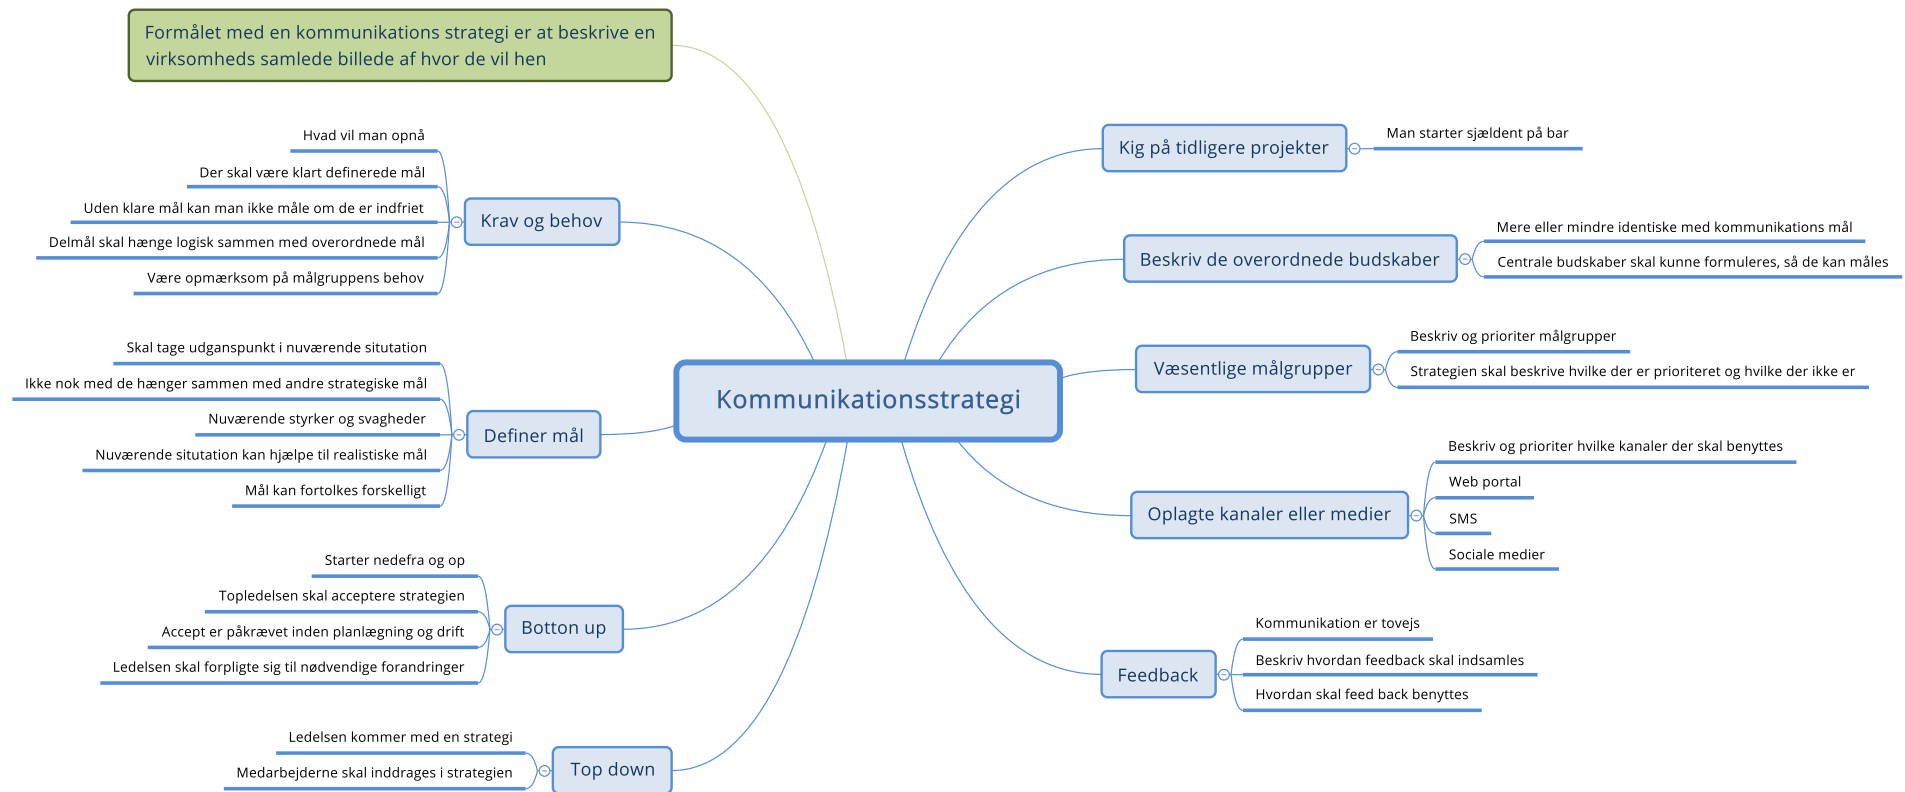 Formålet med en kommunikations strategi er at beskrive en
virksomheds samlede billede af hvor de vil hen
Hvad vil man opnå
Der skal være klart definerede mål
Uden klare mål kan man ikke måle om de er indfriet
Delmål skal hænge logisk sammen med overordnede mål
Være opmærksom på målgruppens behov
Krav og behov
Skal tage udganspunkt i nuværende situtation
Ikke nok med de hænger sammen med andre strategiske mål
Nuværende styrker og svagheder
Nuværende situtation kan hjælpe til realistiske mål
Mål kan fortolkes forskelligt
Definer mål
Starter nedefra og op
Topledelsen skal acceptere strategien
Accept er påkrævet inden planlægning og drift
Ledelsen skal forpligte sig til nødvendige forandringer
Botton up
Ledelsen kommer med en strategi
Medarbejderne skal inddrages i strategien
Top down
Kommunikationsstrategi
Kig på tidligere projekter
Man starter sjældent på bar
Beskriv de overordnede budskaber
Mere eller mindre identiske med kommunikations mål
Centrale budskaber skal kunne formuleres, så de kan måles
Væsentlige målgrupper
Beskriv og prioriter målgrupper
Strategien skal beskrive hvilke der er prioriteret og hvilke der ikke er
Oplagte kanaler eller medier
Beskriv og prioriter hvilke kanaler der skal benyttes
Web portal
SMS
Sociale medier
Feedback
Kommunikation er tovejs
Beskriv hvordan feedback skal indsamles
Hvordan skal feed back benyttes